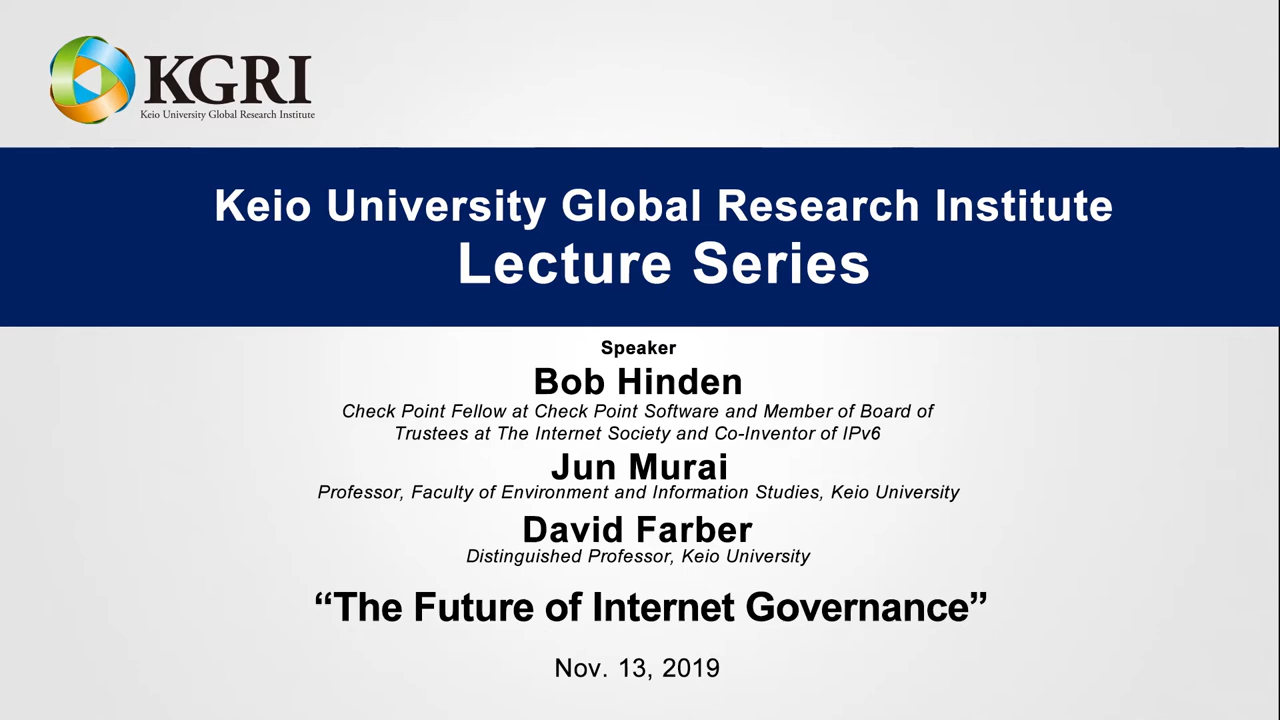 KGRI
Keio University Global Research Institute
Keio University Global Research Institute
Lecture Series
Speaker
Bob Hinden
Check Point Fellow at Check Point Software and Member of Board of
Trustees at The Internet Society and Co-Inventor of IPv6
Jun Murai
Professor, Faculty of Environment and Information Studies, Keio University
David Farber
Distinguished Professor, Keio University
“The Future of Internet Governance”
Nov. 13, 2019